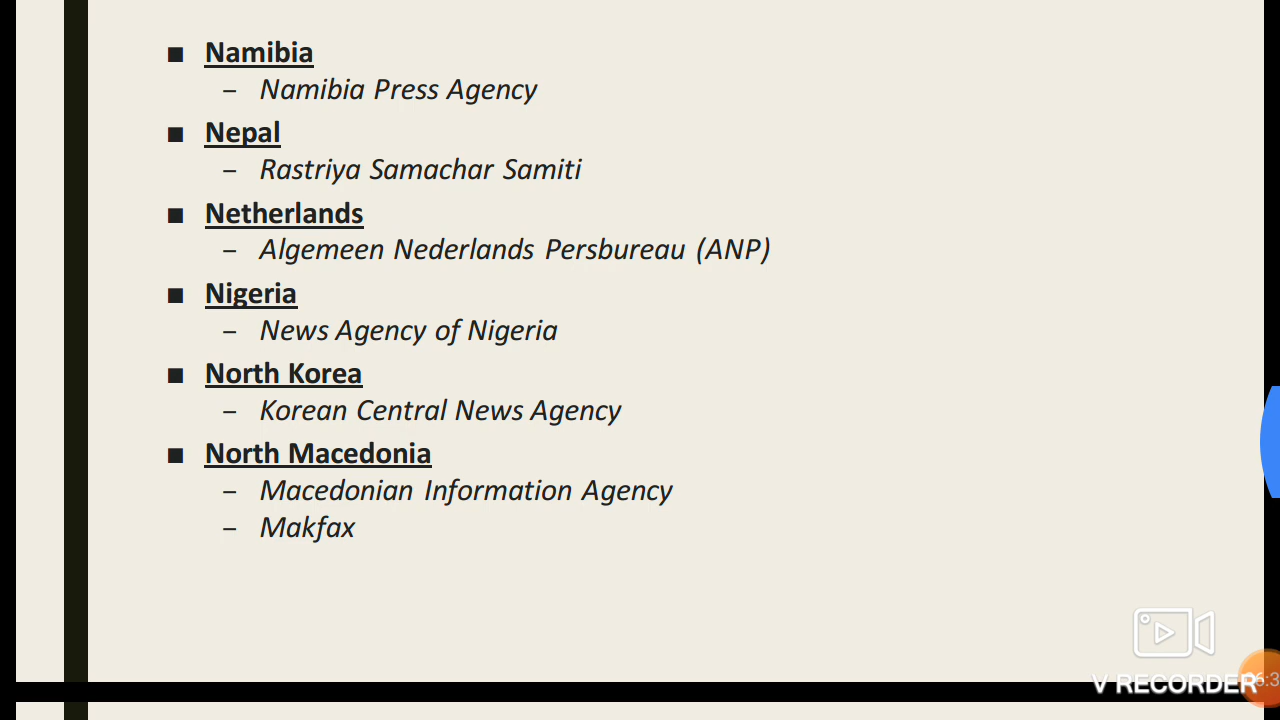 ■ Namibia
– Namibia Press Agency
■ Nepal
– Rastriya Samachar Samiti
■ Netherlands
– Algemeen Nederlands Persbureau (ANP)
■ Nigeria
– News Agency of Nigeria
■ North Korea
– Korean Central News Agency
■ North Macedonia
– Macedonian Information Agency
– Makfax
V RECORDER